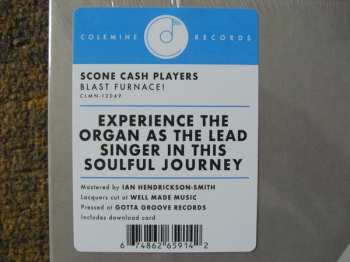 COLEMINE RECORDS
SCONE CASH PLAYERS
BLAST FURNACE!
CLMN-12049
EXPERIENCE THE
ORGAN AS THE LEAD
SINGER IN THIS
SOULFUL JOURNEY
Mastered by IAN HENDRICKSON-SMITH
Lacquers cut at WELL MADE MUSIC
Pressed at GOTTA GROOVE RECORDS
Includes download card
6 74862 65914 2